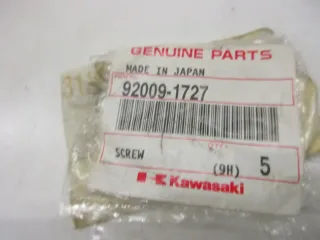 GENUINE PARTS
MADE IN JAPAN
92009-1727
SCREW (9H) 5
Kawasaki